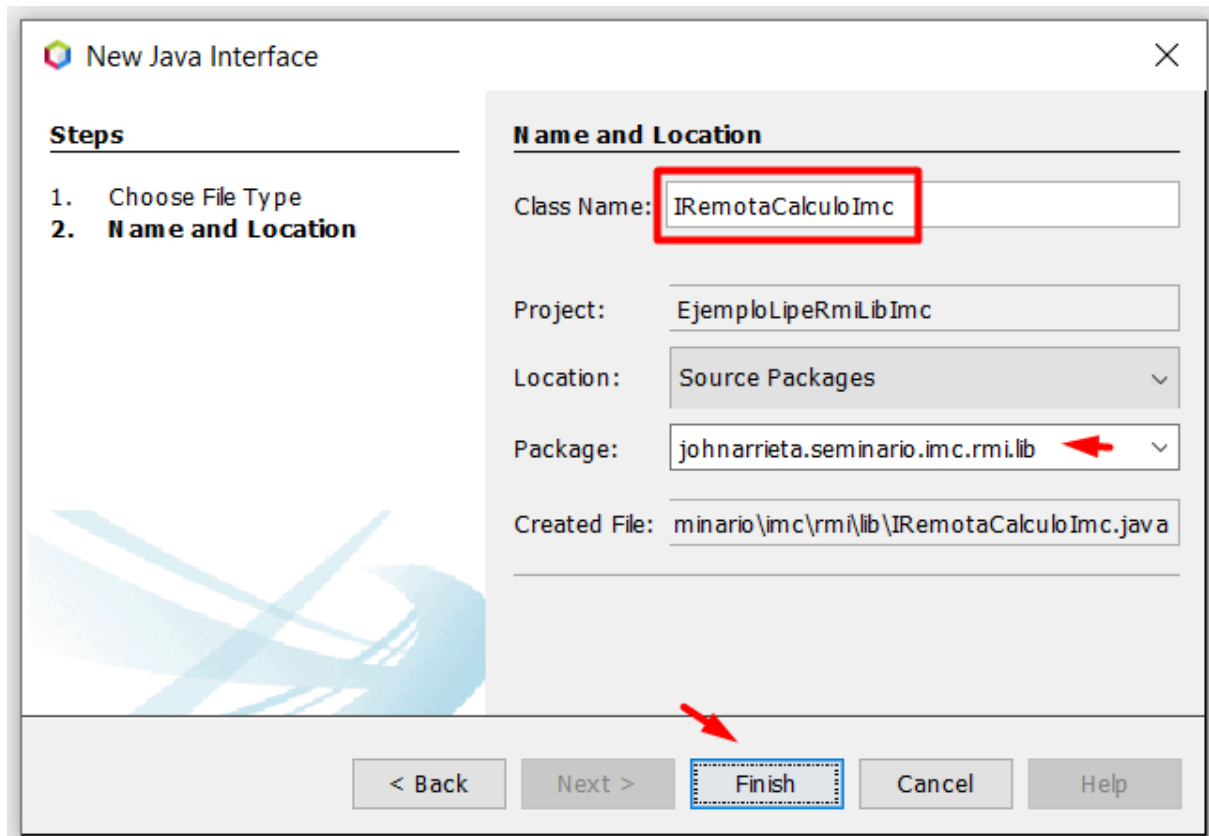 New Java Interface
Steps
1. Choose File Type
2. Name and Location
Name and Location
Class Name: IRemotaCalculoImc
Project: EjemploLipeRmiLibImc
Location: Source Packages
Package: johnarrieta.seminario.imc.rmi.lib
Created File: minario\imc\rmi\lib\IRemotaCalculoImc.java
< Back Next > Finish Cancel Help